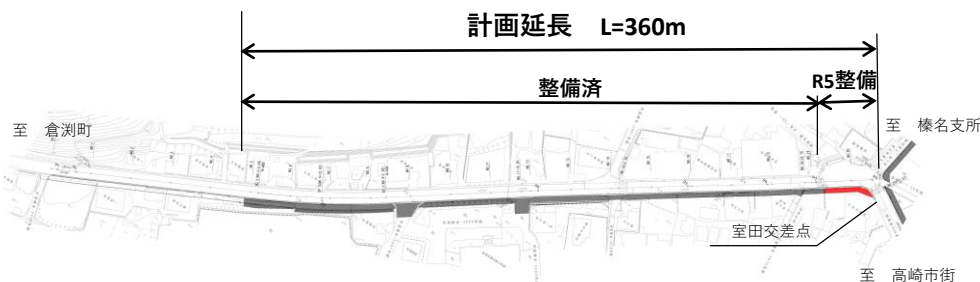 計画延長 L=360m
R5整備
整備済
至 倉渕町
至 榛名支所
室田交差点
至 高崎市街